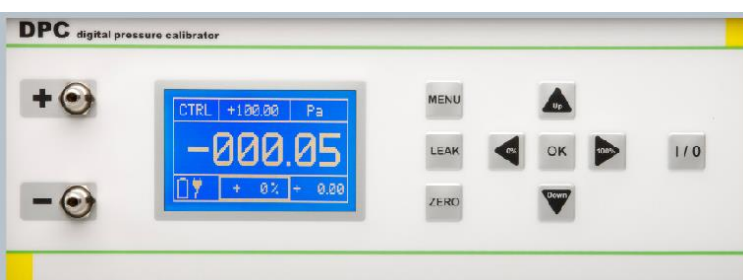 DPC digital pressure calibrator
+
CTRL +100.00 Pa
-000.05
+ 0% + 0.00
-
MENU
Up
LEAK
0%
OK
100%
I / 0
ZERO
Down